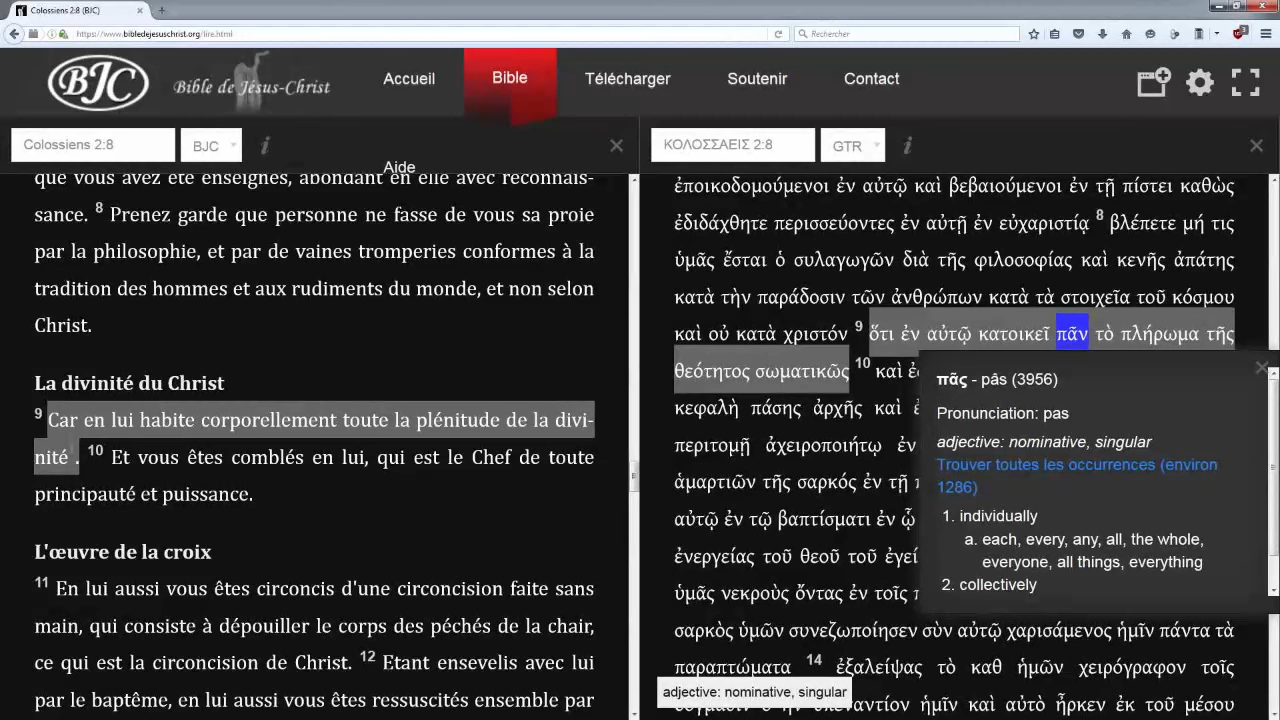 Colossiens 2:8 (BJC)
https://www.bibledejesuschrist.org/lire.html
Rechercher
BJC
Bible de Jésus-Christ
Accueil
Bible
Télécharger
Soutenir
Contact
Aide
Colossiens 2:8
BJC
que vous avez été enseignés, abondant en elle avec reconnais-
sance. 8 Prenez garde que personne ne fasse de vous sa proie
par la philosophie, et par de vaines tromperies conformes à la
tradition des hommes et aux rudiments du monde, et non selon
Christ.
La divinité du Christ
9 Car en lui habite corporellement toute la plénitude de la divi-
nité . 10 Et vous êtes comblés en lui, qui est le Chef de toute
principauté et puissance.
L'œuvre de la croix
11 En lui aussi vous êtes circoncis d'une circoncision faite sans
main, qui consiste à dépouiller le corps des péchés de la chair,
ce qui est la circoncision de Christ. 12 Etant ensevelis avec lui
par le baptême, en lui aussi vous êtes ressuscités ensemble par
ΚΟΛΟΣΣΑΕΙΣ 2:8
GTR
ἐποικοδομούμενοι ἐν αὐτῷ καὶ βεβαιούμενοι ἐν τῇ πίστει καθὼς
ἐδιδάχθητε περισσεύοντες ἐν αὐτῇ ἐν εὐχαριστίᾳ 8 βλέπετε μή τις
ὑμᾶς ἔσται ὁ συλαγωγῶν διὰ τῆς φιλοσοφίας καὶ κενῆς ἀπάτης
κατὰ τὴν παράδοσιν τῶν ἀνθρώπων κατὰ τὰ στοιχεῖα τοῦ κόσμου
καὶ οὐ κατὰ χριστόν 9 ὅτι ἐν αὐτῷ κατοικεῖ πᾶν τὸ πλήρωμα τῆς
θεότητος σωματικῶς 10 καὶ
κεφαλὴ πάσης ἀρχῆς καὶ
περιτομῇ ἀχειροποιήτῳ ἐν
ἁμαρτιῶν τῆς σαρκός ἐν τῇ
αὐτῷ ἐν τῷ βαπτίσματι ἐν ᾧ
ἐνεργείας τοῦ θεοῦ τοῦ
ὑμᾶς νεκροὺς ὄντας ἐν τοῖς
σαρκὸς ὑμῶν συνεζωποίησεν σὺν αὐτῷ χαρισάμενος ἡμῖν πάντα τὰ
παραπτώματα 14 ἐξαλείψας τὸ καθ ἡμῶν χειρόγραφον τοῖς
ἡμῖν καὶ αὐτὸ ἦρκεν ἐκ τοῦ μέσου
πᾶς - pâs (3956)
Pronunciation: pas
adjective: nominative, singular
Trouver toutes les occurrences (environ
1286)
1. individually
a. each, every, any, all, the whole,
everyone, all things, everything
2. collectively
adjective: nominative, singular